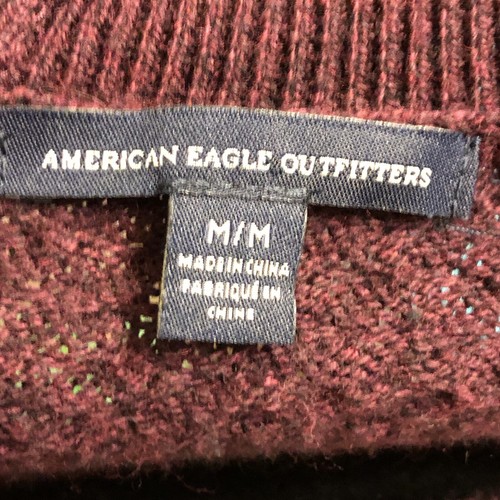 AMERICAN EAGLE OUTFITTERS
M/M
MADE IN CHINA
FABRIQUÉ EN
CHINE